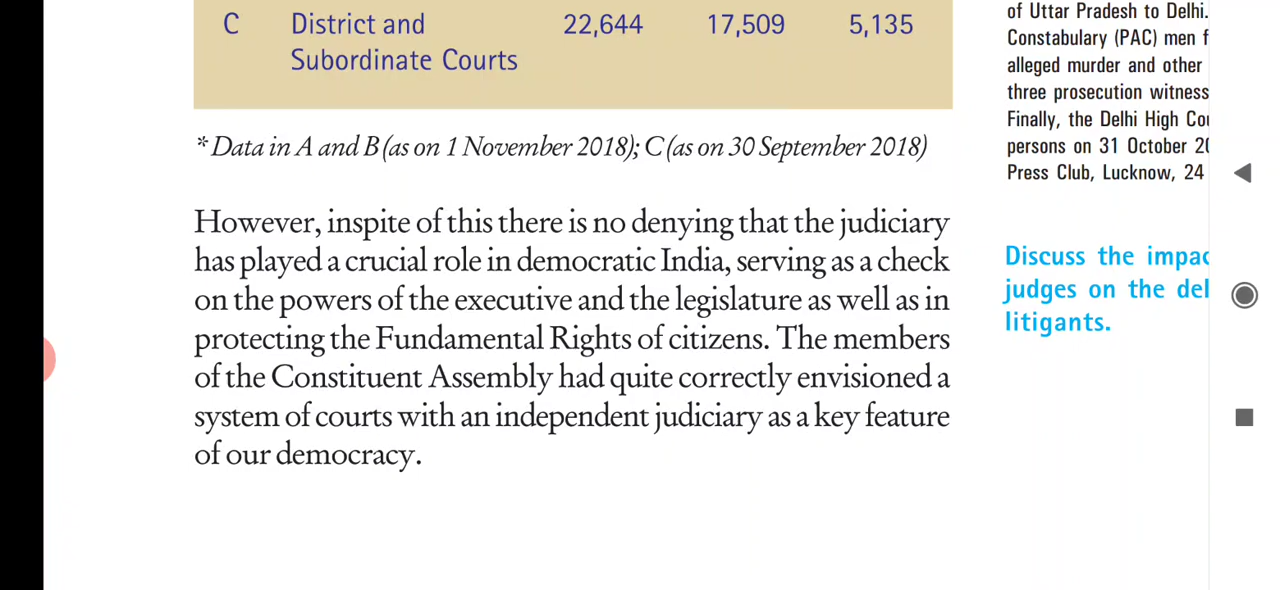 C District and 22,644 17,509 5,135
Subordinate Courts
* Data in A and B (as on 1 November 2018); C (as on 30 September 2018)
However, inspite of this there is no denying that the judiciary
has played a crucial role in democratic India, serving as a check
on the powers of the executive and the legislature as well as in
protecting the Fundamental Rights of citizens. The members
of the Constituent Assembly had quite correctly envisioned a
system of courts with an independent judiciary as a key feature
of our democracy.
of Uttar Pradesh to Delhi.
Constabulary (PAC) men
alleged murder and other
three prosecution
Finally, the Delhi High
persons on 31 October
Press Club, Lucknow, 24
Discuss the
judges on the
litigants.